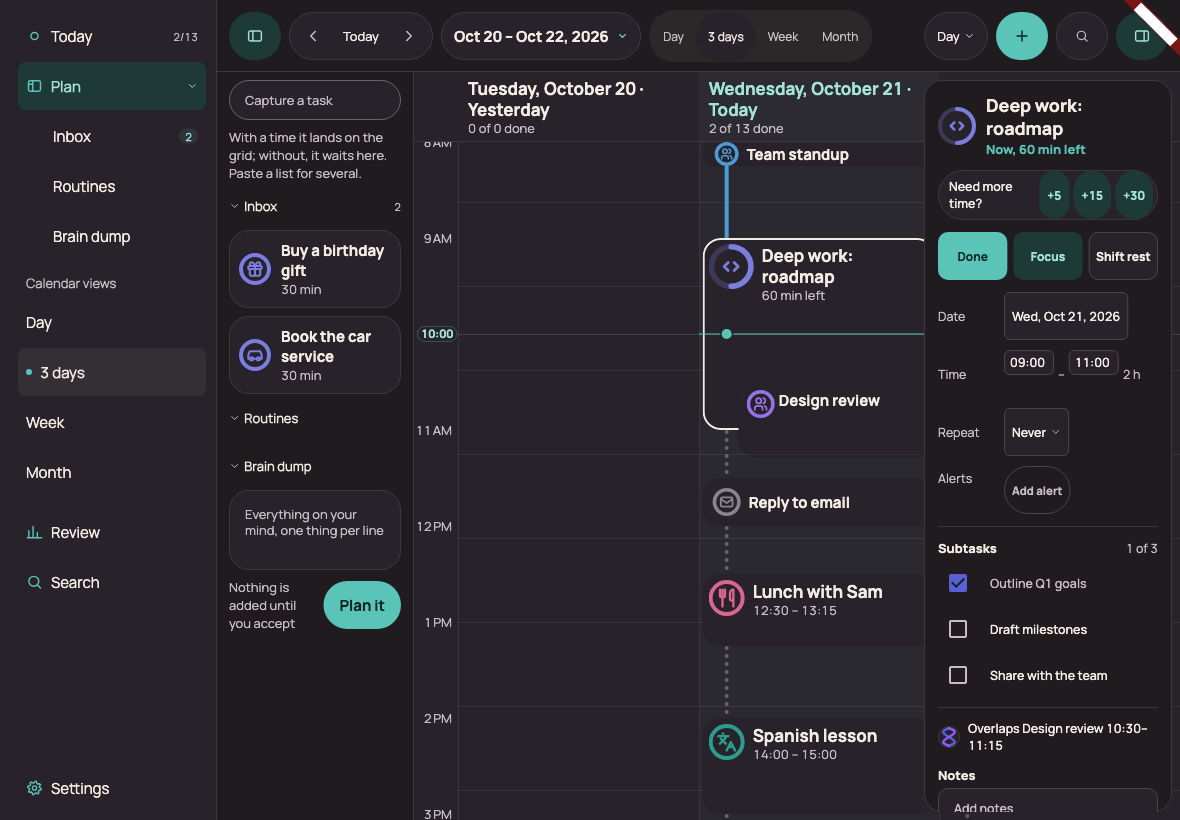 Today
2/13
Plan
Inbox
2
Routines
Brain dump
Calendar views
Day
3 days
Week
Month
Review
Search
Settings
Today
Oct 20 – Oct 22, 2026
Day
3 days
Week
Month
Day
Capture a task
With a time it lands on the
grid; without, it waits here.
Paste a list for several.
Inbox
2
Buy a birthday
gift
30 min
Book the car
service
30 min
Routines
Brain dump
Everything on your
mind, one thing per line
Nothing is
added until
you accept
Plan it
Tuesday, October 20 ·
Yesterday
0 of 0 done
Wednesday, October 21 ·
Today
2 of 13 done
8 AM
9 AM
10:00
11 AM
12 PM
1 PM
2 PM
3 PM
Team standup
Deep work:
roadmap
60 min left
Design review
Reply to email
Lunch with Sam
12:30 – 13:15
Spanish lesson
14:00 – 15:00
Deep work:
roadmap
Now, 60 min left
Need more
time?
+5
+15
+30
Done
Focus
Shift rest
Date
Wed, Oct 21, 2026
Time
09:00 – 11:00 2 h
Repeat
Never
Alerts
Add alert
Subtasks
1 of 3
Outline Q1 goals
Draft milestones
Share with the team
Overlaps Design review 10:30–
11:15
Notes
Add notes